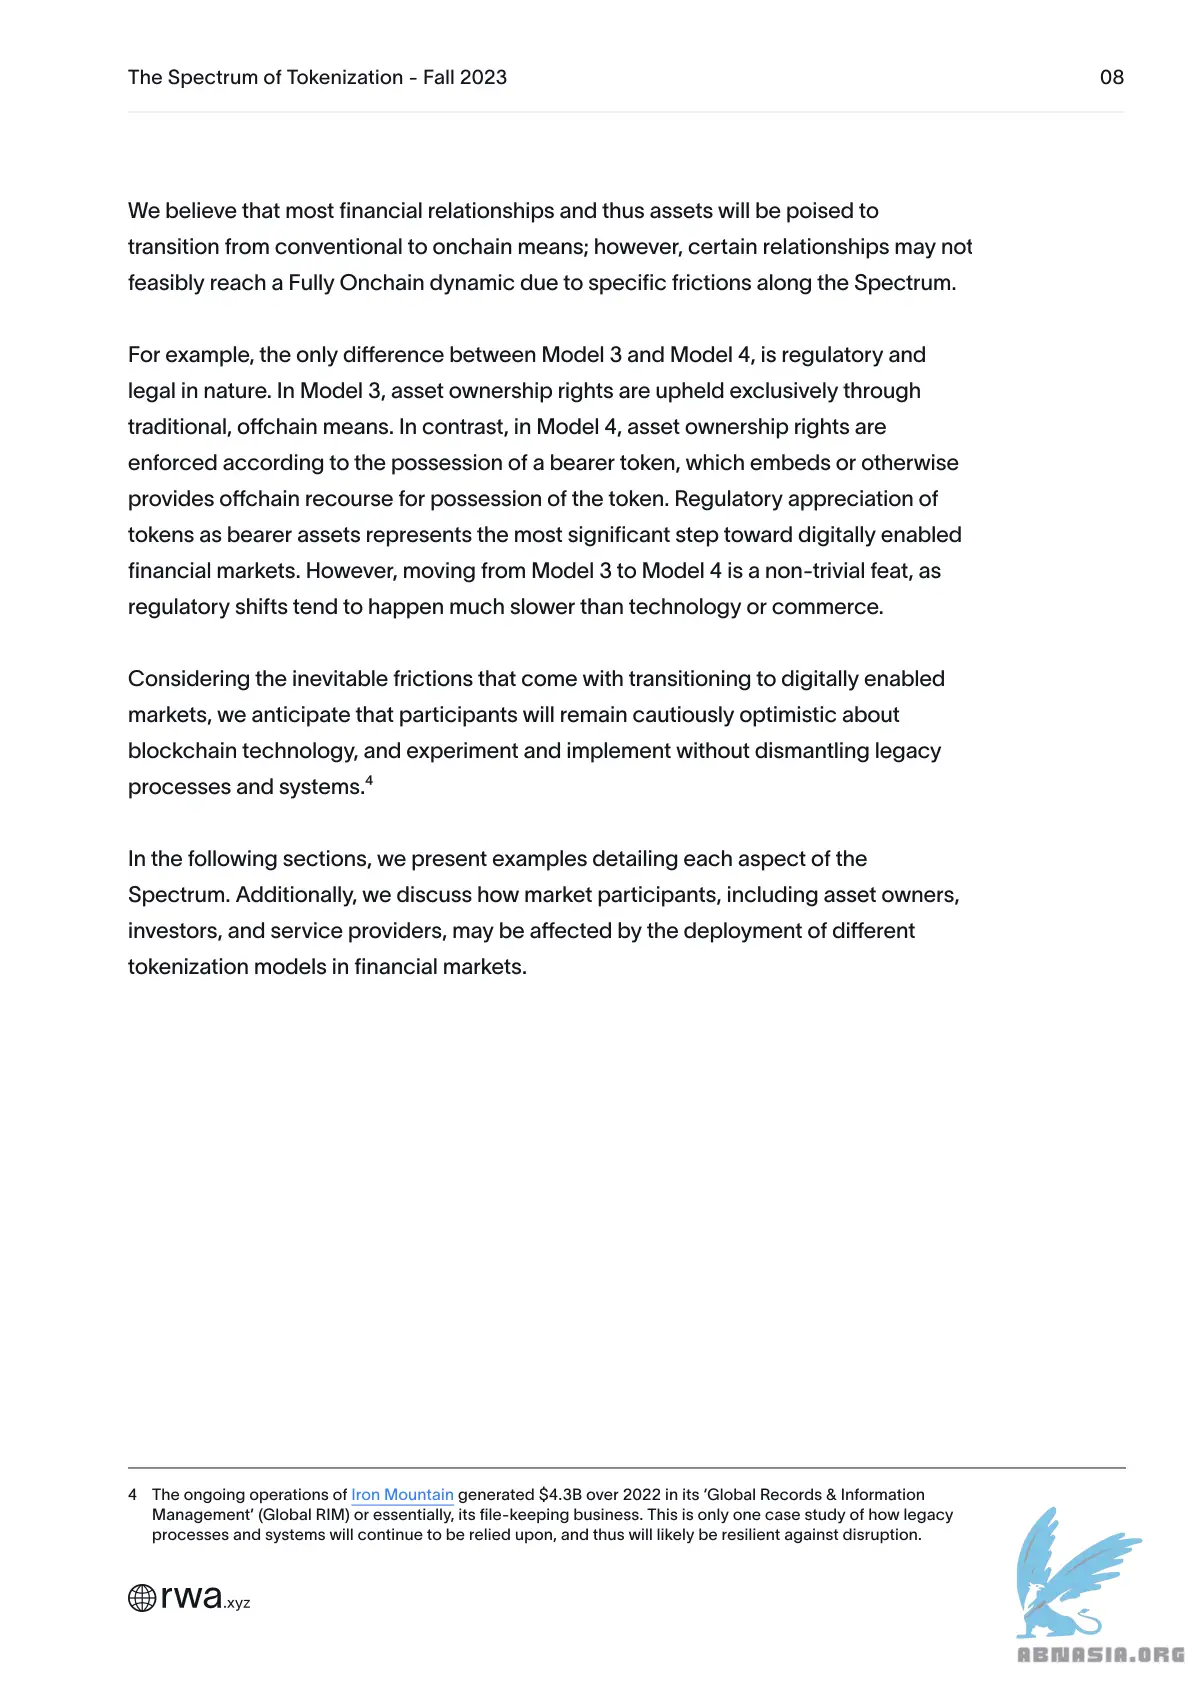 The Spectrum of Tokenization - Fall 2023
08
We believe that most financial relationships and thus assets will be poised to
transition from conventional to onchain means; however, certain relationships may not
feasibly reach a Fully Onchain dynamic due to specific frictions along the Spectrum.
For example, the only difference between Model 3 and Model 4, is regulatory and
legal in nature. In Model 3, asset ownership rights are upheld exclusively through
traditional, offchain means. In contrast, in Model 4, asset ownership rights are
enforced according to the possession of a bearer token, which embeds or otherwise
provides offchain recourse for possession of the token. Regulatory appreciation of
tokens as bearer assets represents the most significant step toward digitally enabled
financial markets. However, moving from Model 3 to Model 4 is a non-trivial feat, as
regulatory shifts tend to happen much slower than technology or commerce.
Considering the inevitable frictions that come with transitioning to digitally enabled
markets, we anticipate that participants will remain cautiously optimistic about
blockchain technology, and experiment and implement without dismantling legacy
processes and systems.⁴
In the following sections, we present examples detailing each aspect of the
Spectrum. Additionally, we discuss how market participants, including asset owners,
investors, and service providers, may be affected by the deployment of different
tokenization models in financial markets.
4 The ongoing operations of Iron Mountain generated $4.3B over 2022 in its ‘Global Records & Information
Management‘ (Global RIM) or essentially, its file-keeping business. This is only one case study of how legacy
processes and systems will continue to be relied upon, and thus will likely be resilient against disruption.
rwa.xyz
ABNASIA.ORG